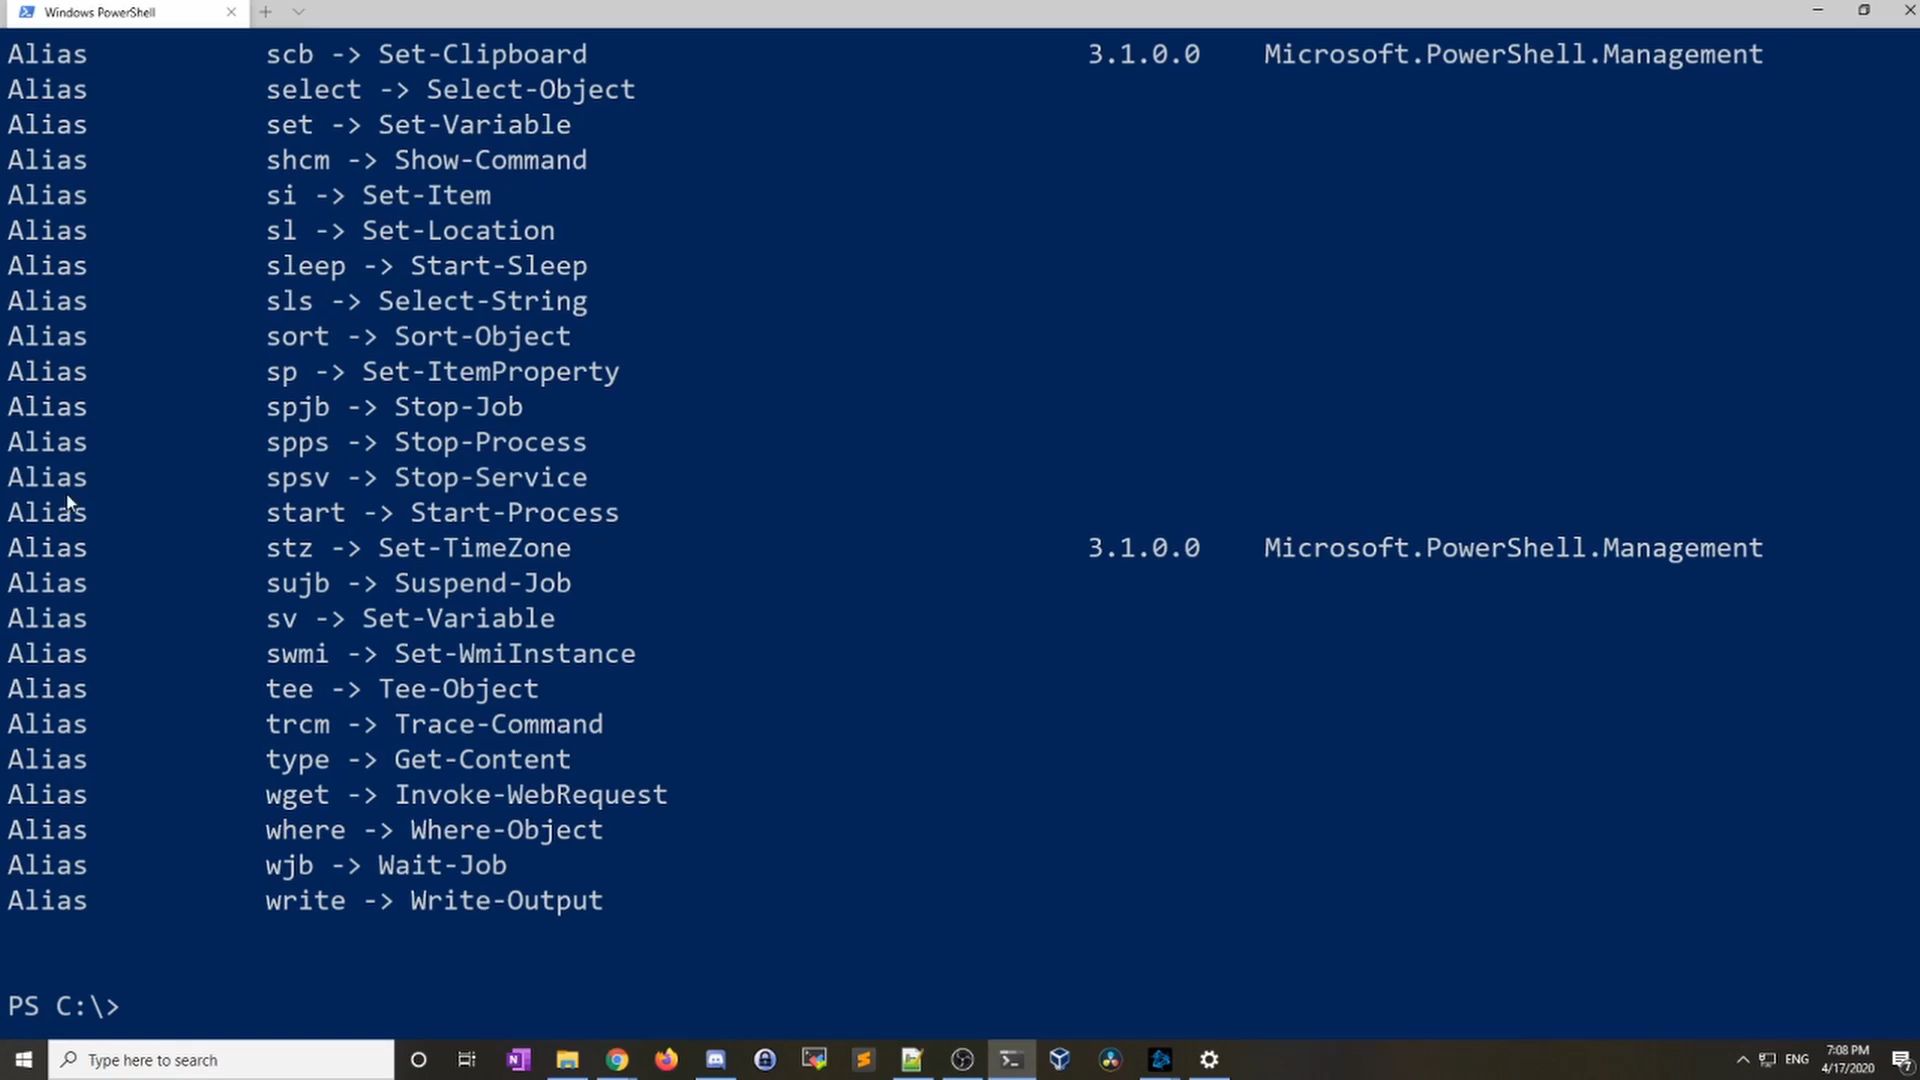 Windows PowerShell
Alias scb -> Set-Clipboard 3.1.0.0 Microsoft.PowerShell.Management
Alias select -> Select-Object
Alias set -> Set-Variable
Alias shcm -> Show-Command
Alias si -> Set-Item
Alias sl -> Set-Location
Alias sleep -> Start-Sleep
Alias sls -> Select-String
Alias sort -> Sort-Object
Alias sp -> Set-ItemProperty
Alias spjb -> Stop-Job
Alias spps -> Stop-Process
Alias spsv -> Stop-Service
Alias start -> Start-Process
Alias stz -> Set-TimeZone 3.1.0.0 Microsoft.PowerShell.Management
Alias sujb -> Suspend-Job
Alias sv -> Set-Variable
Alias swmi -> Set-WmiInstance
Alias tee -> Tee-Object
Alias trcm -> Trace-Command
Alias type -> Get-Content
Alias wget -> Invoke-WebRequest
Alias where -> Where-Object
Alias wjb -> Wait-Job
Alias write -> Write-Output
PS C:\>
Type here to search
N
ENG
7:08 PM
4/17/2020
7